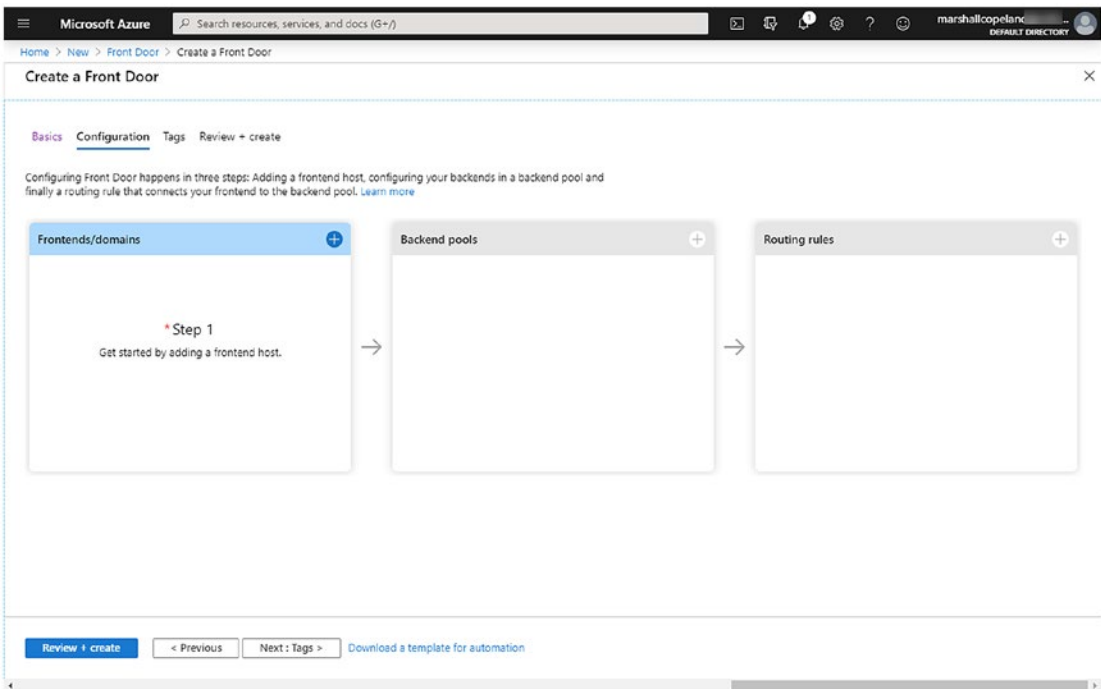 Microsoft Azure
Search resources, services, and docs (G+/)
1
?
marshallcopelan
DEFAULT DIRECTORY
Home > New > Front Door > Create a Front Door
Create a Front Door
Basics Configuration Tags Review + create
Configuring Front Door happens in three steps: Adding a frontend host, configuring your backends in a backend pool and
finally a routing rule that connects your frontend to the backend pool. Learn more
Frontends/domains
Backend pools
Routing rules
* Step 1
Get started by adding a frontend host.
Review + create
< Previous
Next : Tags >
Download a template for automation